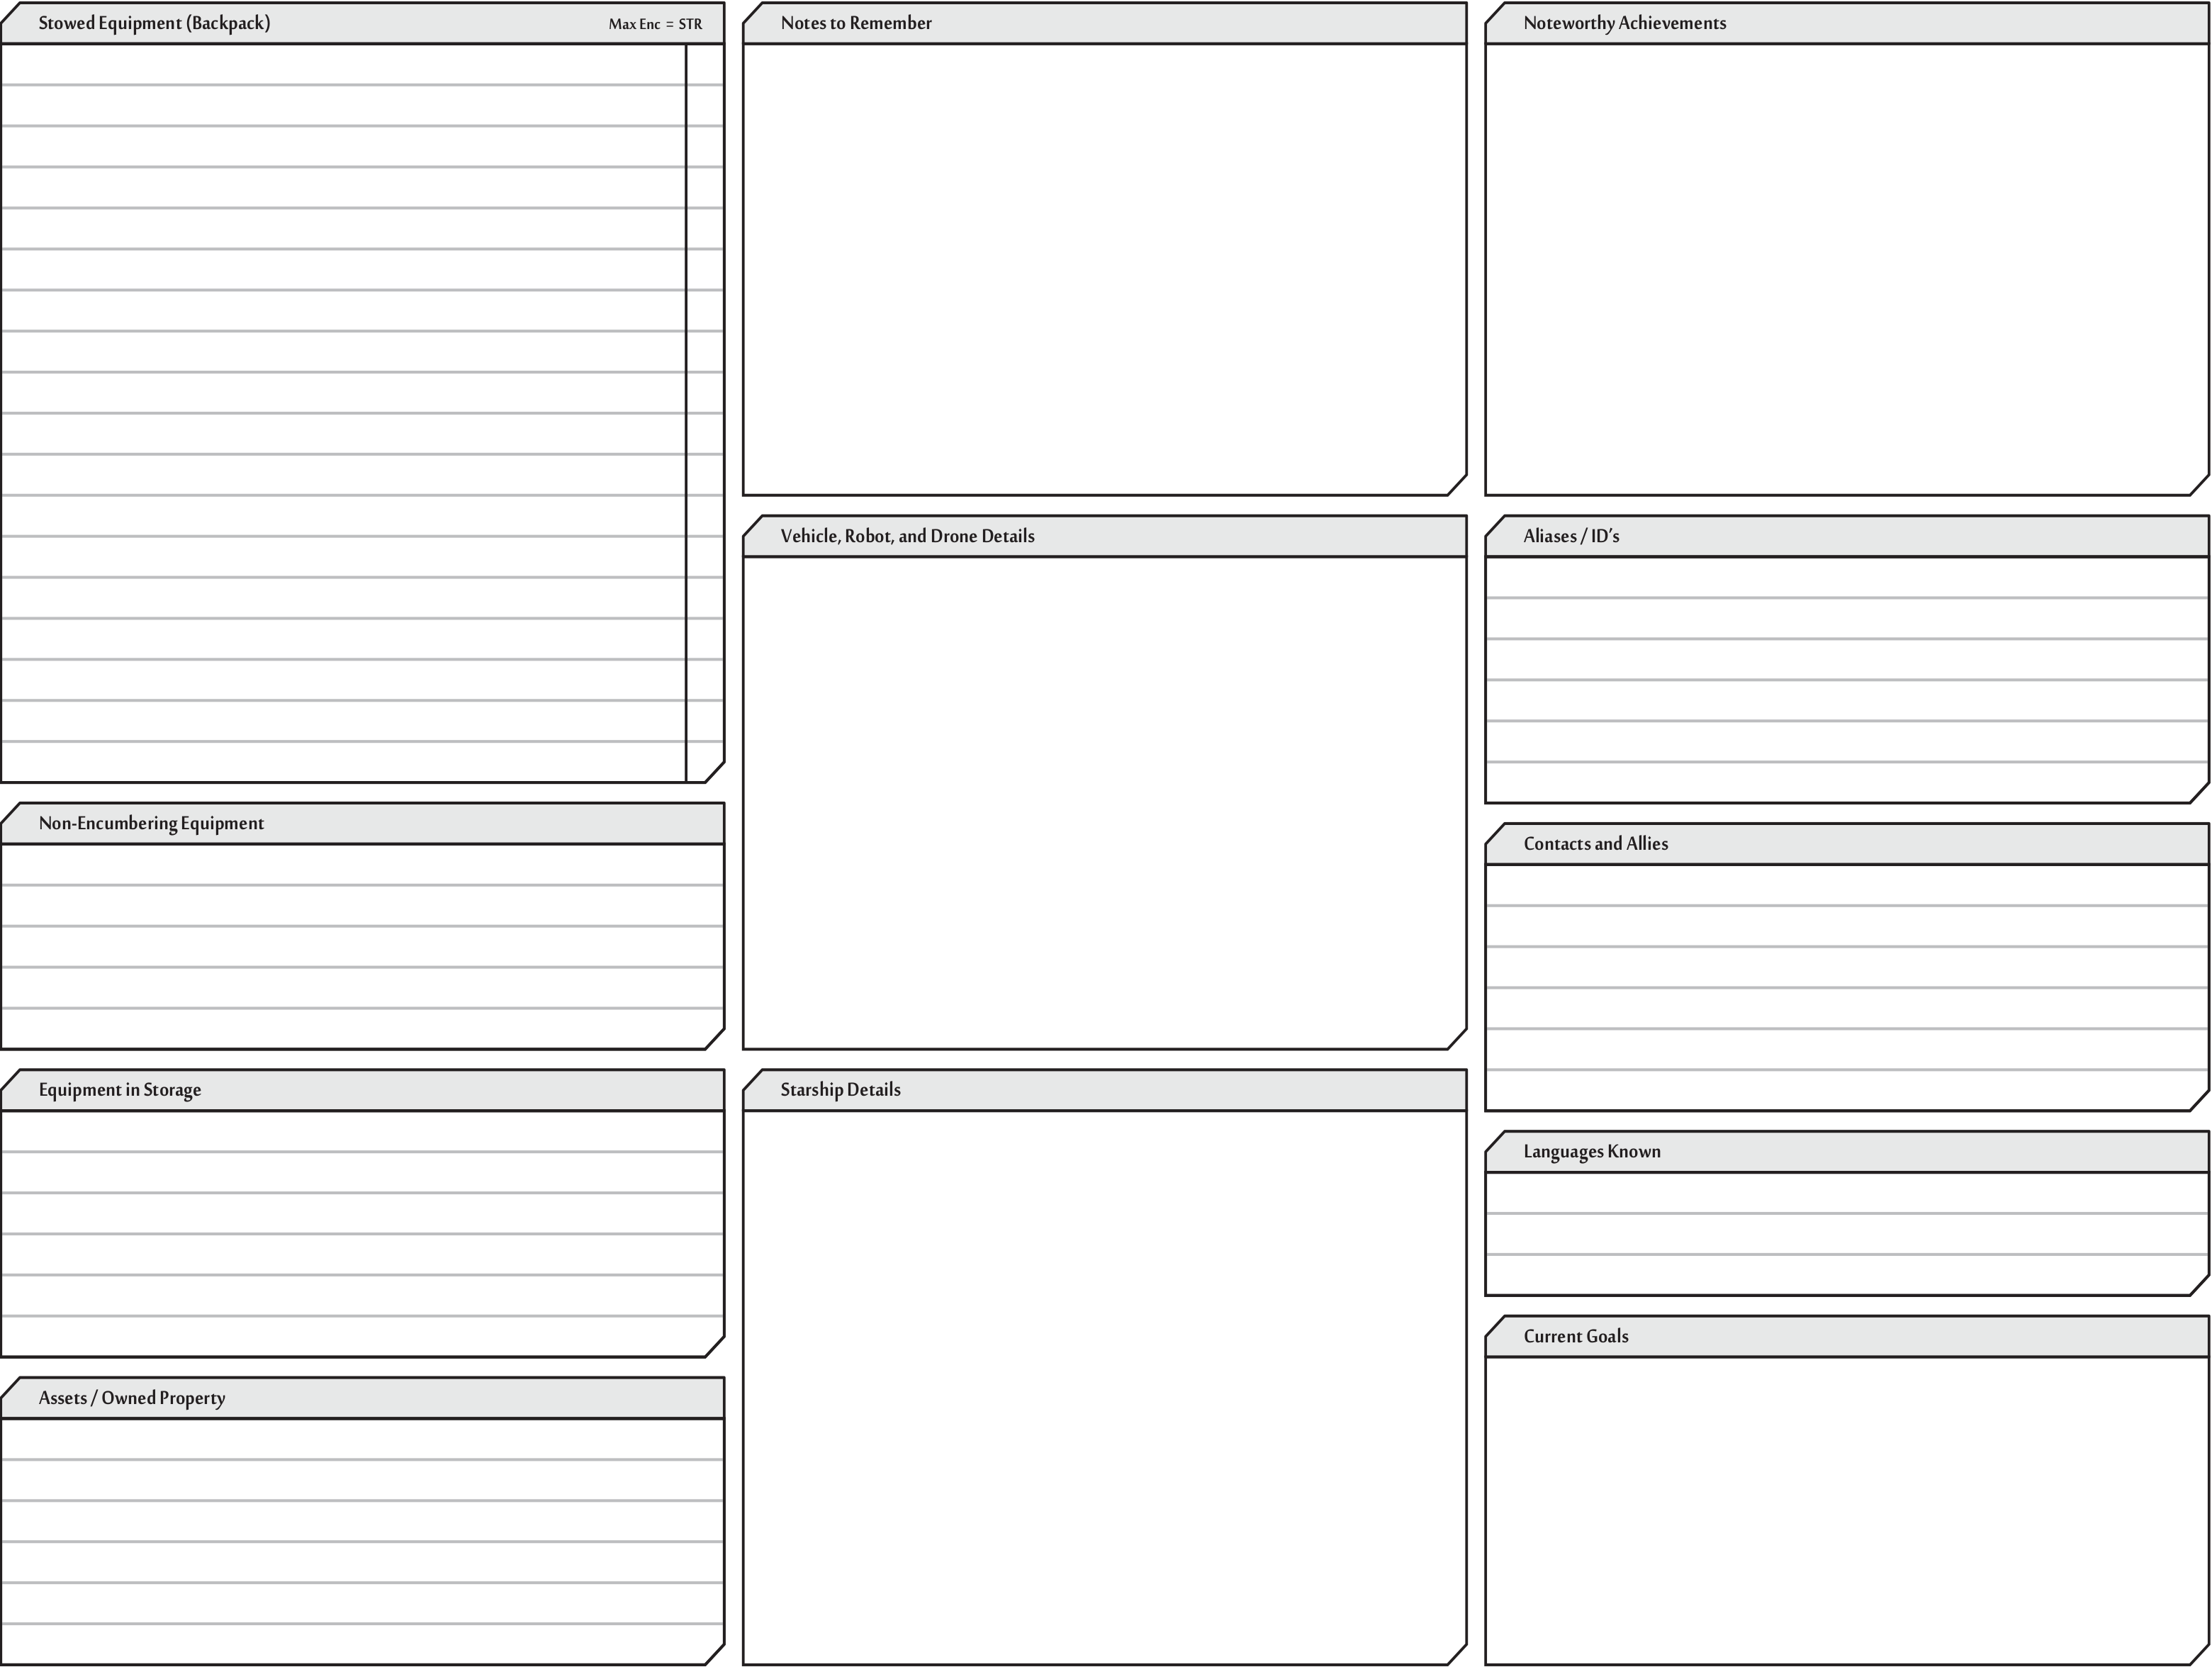 Stowed Equipment (Backpack) Max Enc = STR
Non-Encumbering Equipment
Equipment in Storage
Assets / Owned Property
Notes to Remember
Vehicle, Robot, and Drone Details
Starship Details
Noteworthy Achievements
Aliases / ID’s
Contacts and Allies
Languages Known
Current Goals